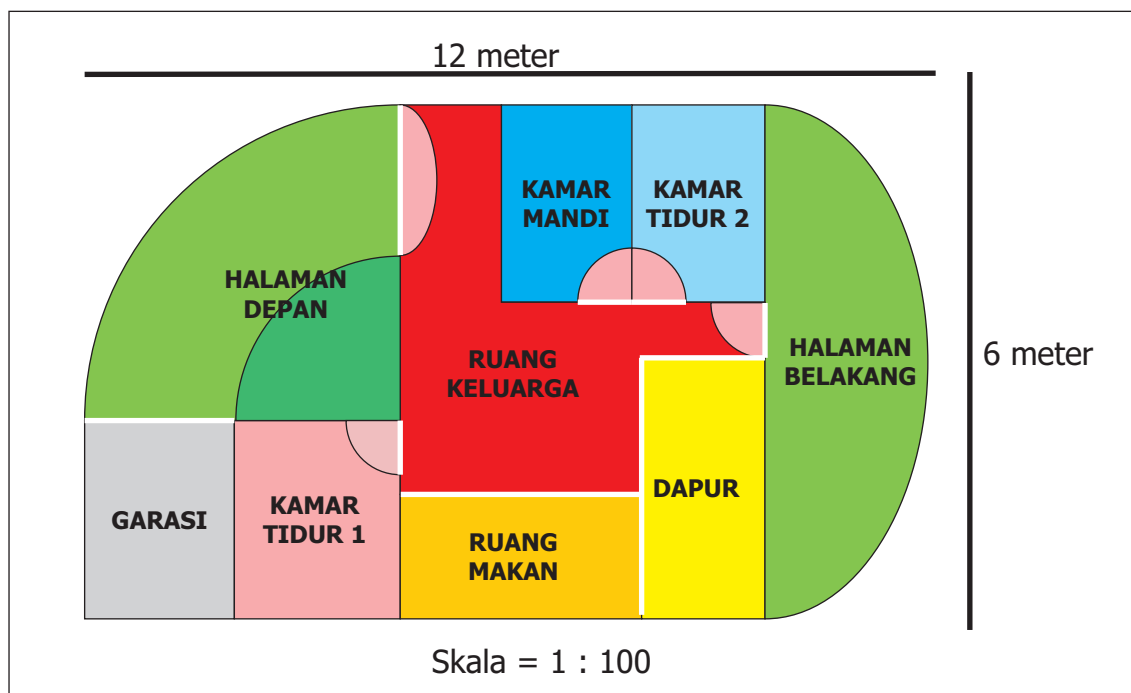 12 meter
KAMAR
MANDI
KAMAR
TIDUR 2
HALAMAN
DEPAN
RUANG
KELUARGA
HALAMAN
BELAKANG
6 meter
GARASI
KAMAR
TIDUR 1
RUANG
MAKAN
DAPUR
Skala = 1 : 100